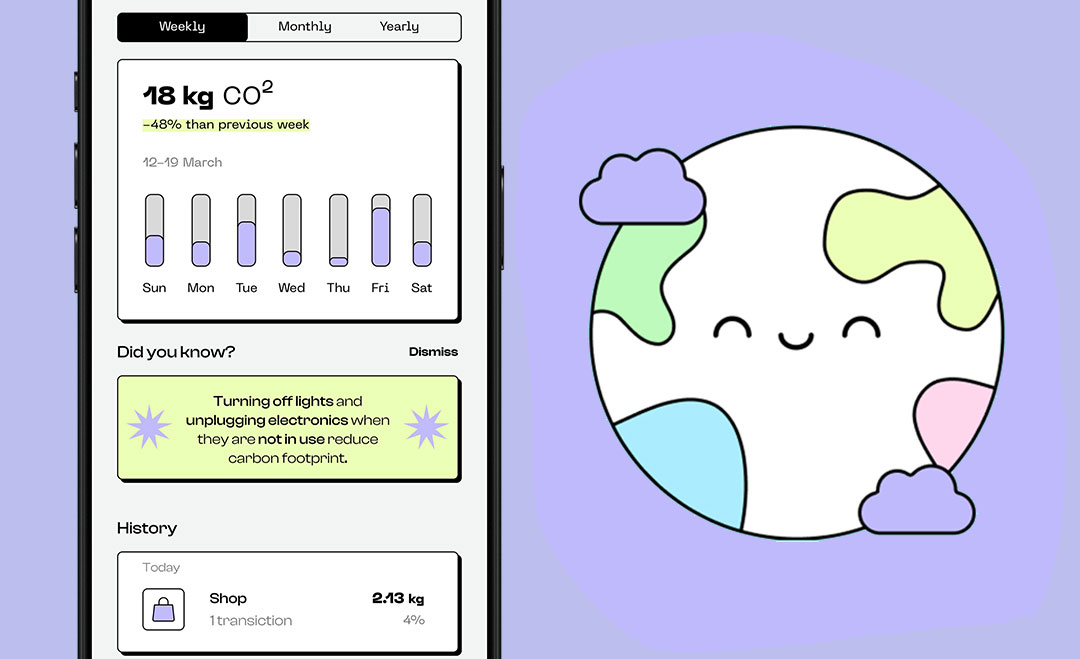 Weekly Monthly Yearly
18 kg CO²
-48% than previous week
12-19 March
Sun Mon Tue Wed Thu Fri Sat
Did you know? Dismiss
Turning off lights and
unplugging electronics when
they are not in use reduce
carbon footprint.
History
Today
Shop 2.13 kg
1 transiction 4%